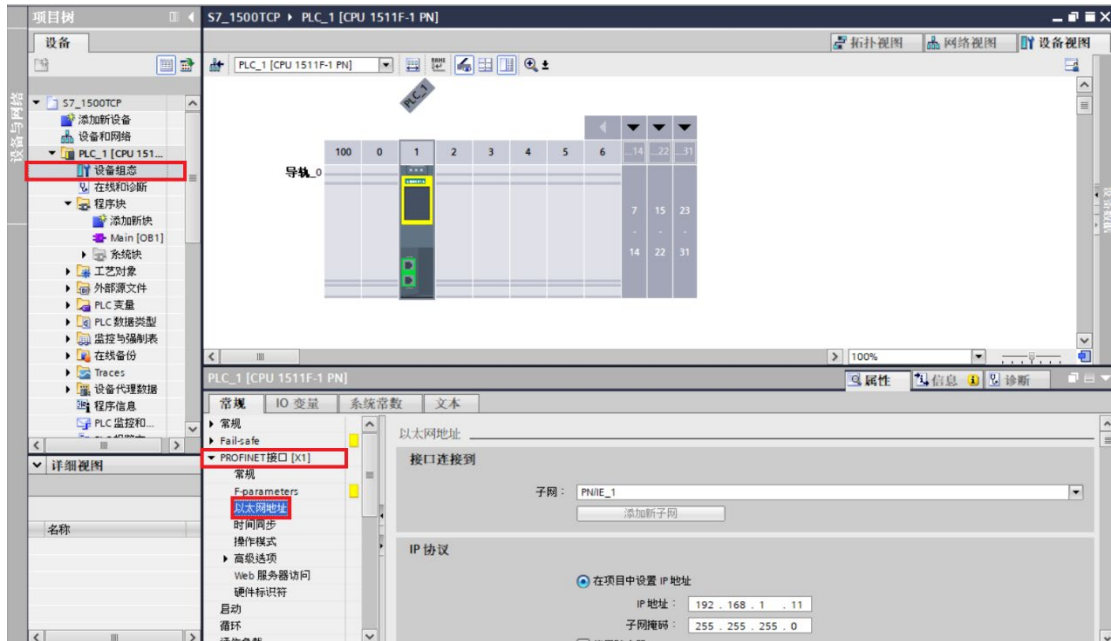 项目树
S7_1500TCP ▸ PLC_1 [CPU 1511F-1 PN]
设备
拓扑视图
网络视图
设备视图
PLC_1 [CPU 1511F-1 PN]
设备与网络
S7_1500TCP
添加新设备
设备和网络
PLC_1 [CPU 151...
设备组态
在线和诊断
程序块
添加新块
Main [OB1]
系统块
工艺对象
外部源文件
PLC 变量
PLC 数据类型
监控与强制表
在线备份
Traces
设备代理数据
程序信息
PLC 监控和...
详细视图
名称
PLC_1
100 0 1 2 3 4 5 6 ...14 ...22 ...31
导轨_0
7 15 23
- - -
14 22 31
100%
PLC_1 [CPU 1511F-1 PN]
属性
信息
诊断
常规
IO 变量
系统常数
文本
常规
Fail-safe
PROFINET接口 [X1]
常规
F-parameters
以太网地址
时间同步
操作模式
高级选项
Web 服务器访问
硬件标识符
启动
循环
以太网地址
接口连接到
子网：
PN/IE_1
添加新子网
IP 协议
在项目中设置 IP 地址
IP 地址： 192 . 168 . 1 . 11
子网掩码： 255 . 255 . 255 . 0